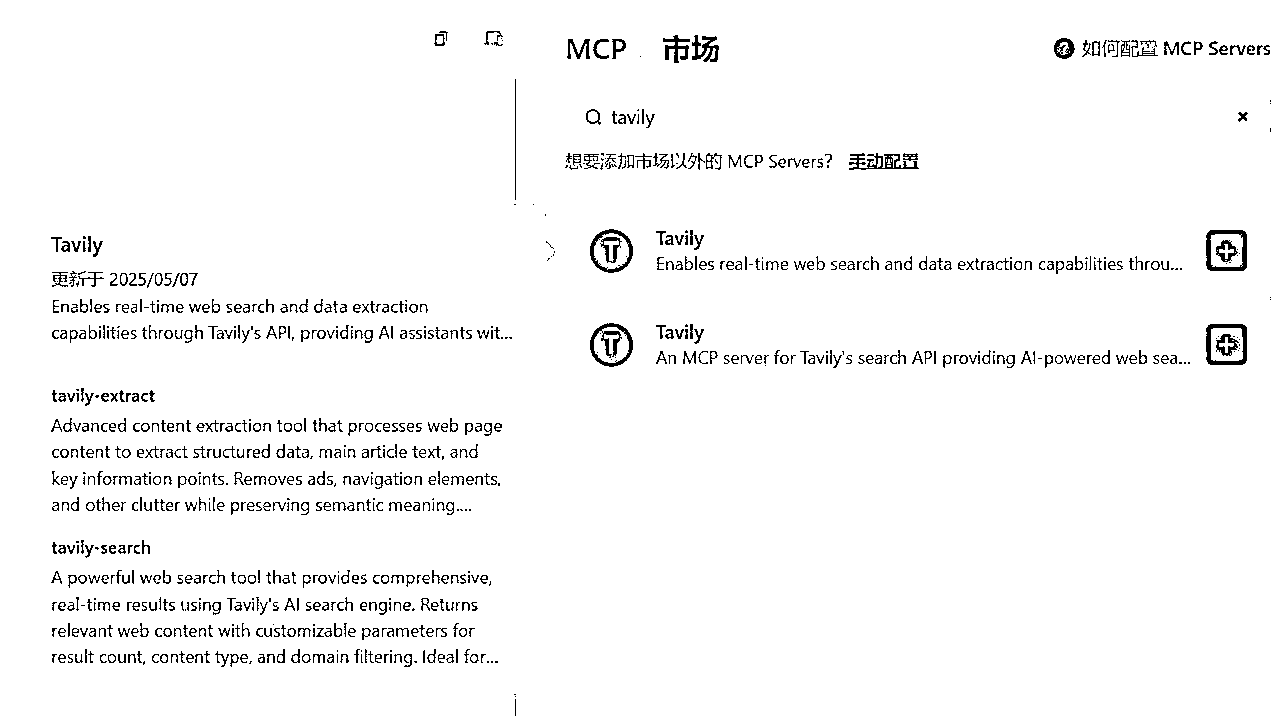 Tavily
更新于 2025/05/07
Enables real-time web search and data extraction
capabilities through Tavily's API, providing AI assistants wit...
tavily-extract
Advanced content extraction tool that processes web page
content to extract structured data, main article text, and
key information points. Removes ads, navigation elements,
and other clutter while preserving semantic meaning....
tavily-search
A powerful web search tool that provides comprehensive,
real-time results using Tavily's AI search engine. Returns
relevant web content with customizable parameters for
result count, content type, and domain filtering. Ideal for...
MCP 市场
如何配置 MCP Servers
tavily
想要添加市场以外的 MCP Servers? 手动配置
Tavily
Enables real-time web search and data extraction capabilities throu...
Tavily
An MCP server for Tavily's search API providing AI-powered web sea...